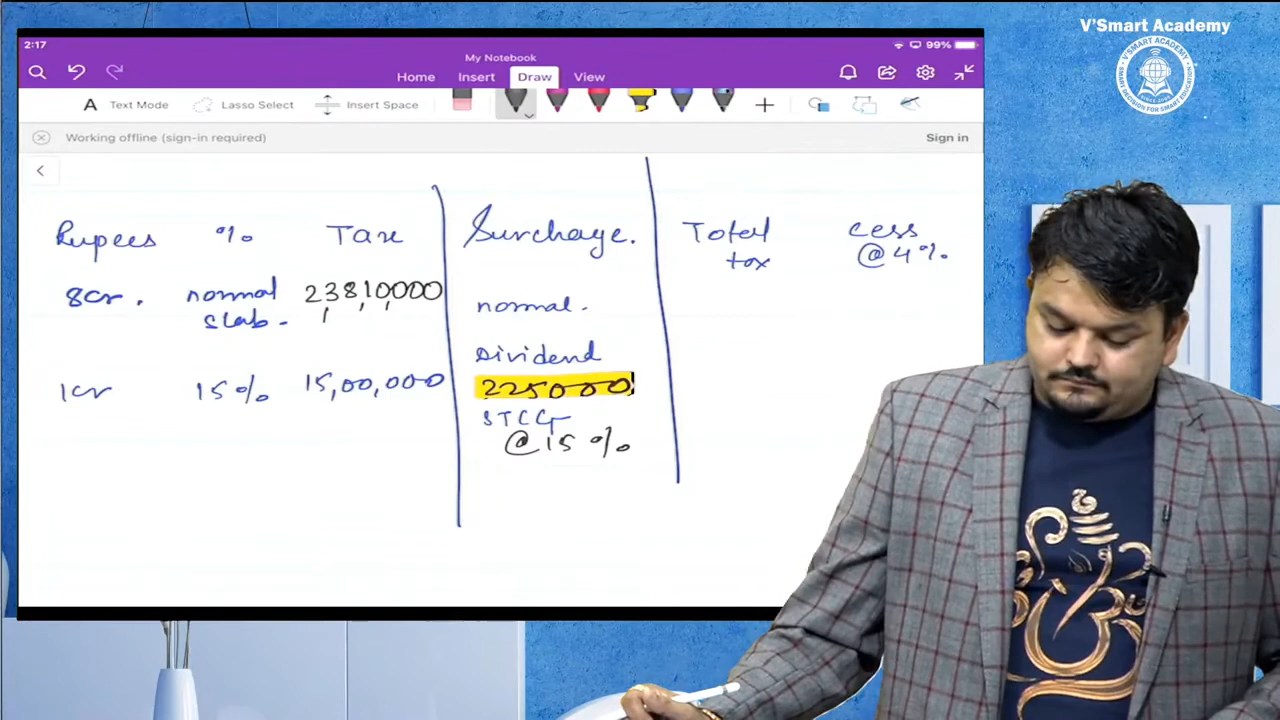 V'Smart Academy
2:17
99%
My Notebook
Home Insert Draw View
A Text Mode Lasso Select Insert Space
Working offline (sign-in required) Sign in
Rupees % Tax Surchage. Total tax cess @ 4%
8cr. normal slab. 23810000 normal.
Dividend
1cr 15% 15,00,000 225000
STCG
@15%